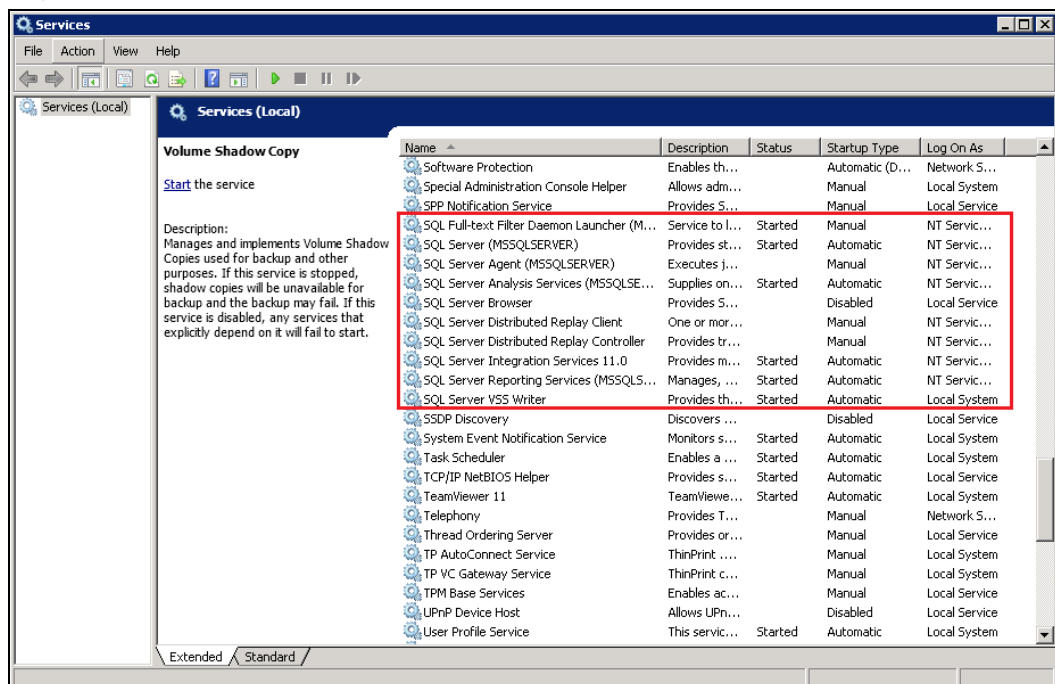 Services
File Action View Help
Services (Local)
Services (Local)
Volume Shadow Copy
Start the service
Description:
Manages and implements Volume Shadow
Copies used for backup and other
purposes. If this service is stopped,
shadow copies will be unavailable for
backup and the backup may fail. If this
service is disabled, any services that
explicitly depend on it will fail to start.
Name Description Status Startup Type Log On As
Software Protection Enables th... Automatic (D... Network S...
Special Administration Console Helper Allows adm... Manual Local System
SPP Notification Service Provides S... Manual Local Service
SQL Full-text Filter Daemon Launcher (M... Service to l... Started Manual NT Servic...
SQL Server (MSSQLSERVER) Provides st... Started Automatic NT Servic...
SQL Server Agent (MSSQLSERVER) Executes j... Manual NT Servic...
SQL Server Analysis Services (MSSQLSE... Supplies on... Started Automatic NT Servic...
SQL Server Browser Provides S... Disabled Local Service
SQL Server Distributed Replay Client One or mor... Manual NT Servic...
SQL Server Distributed Replay Controller Provides tr... Manual NT Servic...
SQL Server Integration Services 11.0 Provides m... Started Automatic NT Servic...
SQL Server Reporting Services (MSSQLS... Manages, ... Started Automatic NT Servic...
SQL Server VSS Writer Provides th... Started Automatic Local System
SSDP Discovery Discovers ... Disabled Local Service
System Event Notification Service Monitors s... Started Automatic Local System
Task Scheduler Enables a ... Started Automatic Local System
TCP/IP NetBIOS Helper Provides s... Started Automatic Local Service
TeamViewer 11 TeamViewe... Started Automatic Local System
Telephony Provides T... Manual Network S...
Thread Ordering Server Provides or... Manual Local Service
TP AutoConnect Service ThinPrint .... Manual Local System
TP VC Gateway Service ThinPrint c... Manual Local System
TPM Base Services Enables ac... Manual Local Service
UPnP Device Host Allows UPn... Disabled Local Service
User Profile Service This servic... Started Automatic Local System
Extended Standard